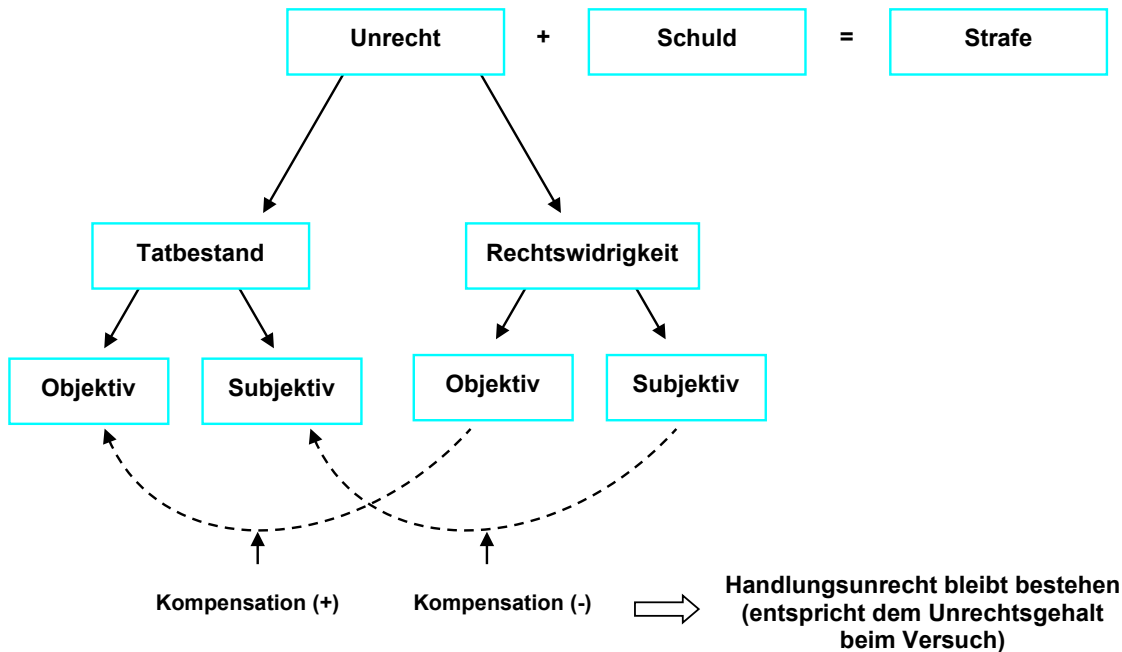 Unrecht + Schuld = Strafe
Tatbestand Rechtswidrigkeit
Objektiv Subjektiv Objektiv Subjektiv
Kompensation (+) Kompensation (-)
Handlungsunrecht bleibt bestehen
(entspricht dem Unrechtsgehalt
beim Versuch)